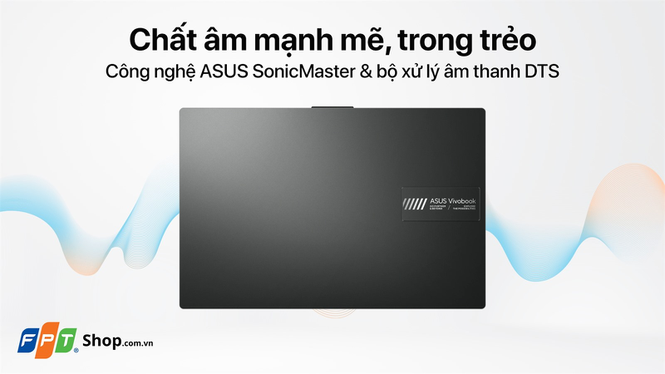 Chất âm mạnh mẽ, trong trẻo
Công nghệ ASUS SonicMaster & bộ xử lý âm thanh DTS
ASUS Vivobook
FPT® Shop.com.vn